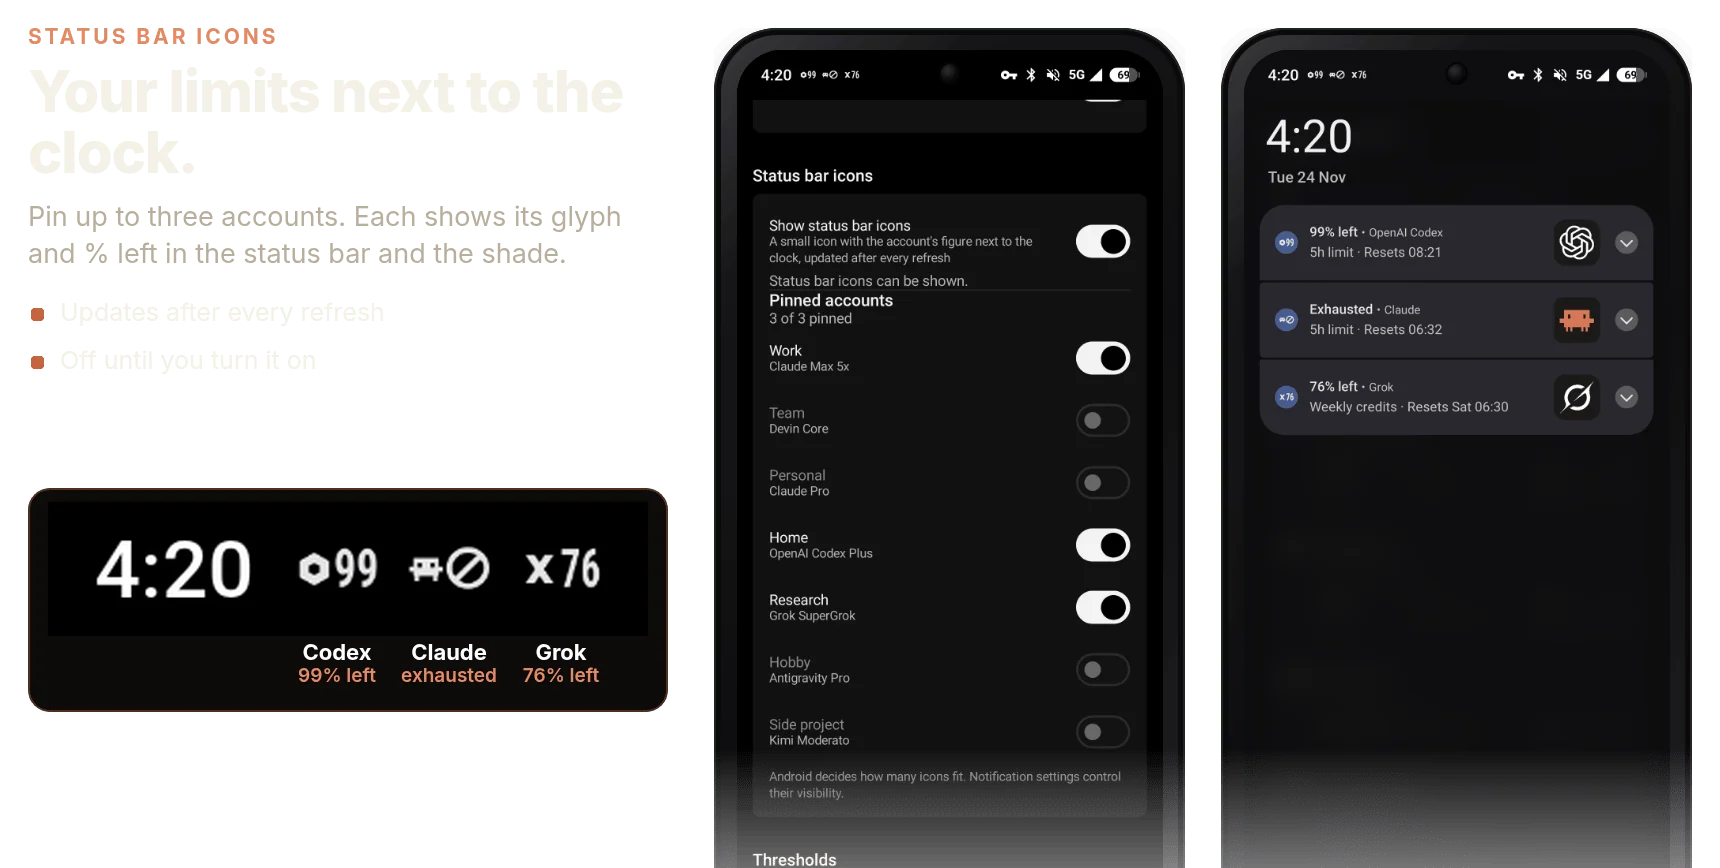 STATUS BAR ICONS
Your limits next to the
clock.
Pin up to three accounts. Each shows its glyph
and % left in the status bar and the shade.
Updates after every refresh
Off until you turn it on
4:20 99 76
Codex Claude Grok
99% left exhausted 76% left
4:20 99 x76 5G 69
Status bar icons
Show status bar icons
A small icon with the account's figure next to the
clock, updated after every refresh
Status bar icons can be shown.
Pinned accounts
3 of 3 pinned
Work
Claude Max 5x
Team
Devin Core
Personal
Claude Pro
Home
OpenAI Codex Plus
Research
Grok SuperGrok
Hobby
Antigravity Pro
Side project
Kimi Moderato
Android decides how many icons fit. Notification settings control
their visibility.
Thresholds
4:20 99 x76 5G 69
4:20
Tue 24 Nov
99 99% left • OpenAI Codex
5h limit · Resets 08:21
Exhausted • Claude
5h limit · Resets 06:32
x76 76% left • Grok
Weekly credits · Resets Sat 06:30